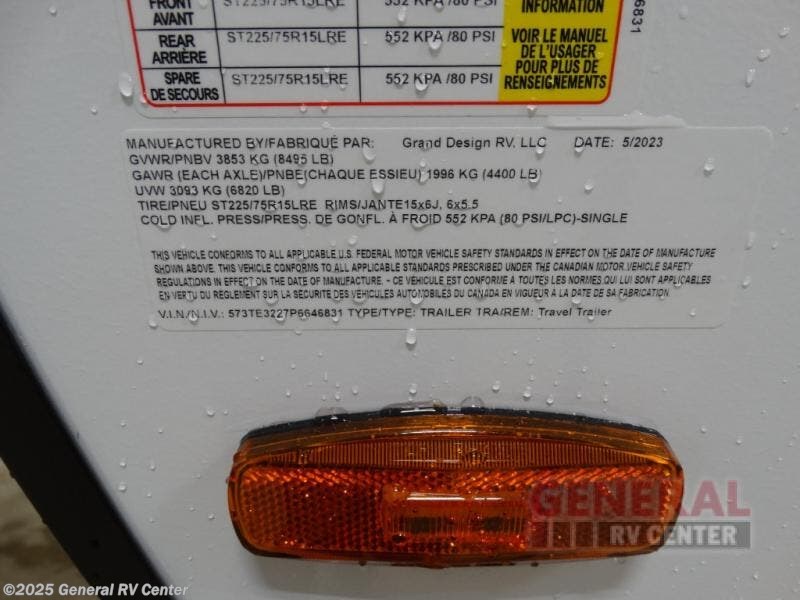 FRONT ST225/75R15LRE 552 KPA /80 PSI INFORMATION
AVANT
REAR ST225/75R15LRE 552 KPA /80 PSI VOIR LE MANUEL
ARRIÈRE DE L'USAGER
SPARE ST225/75R15LRE 552 KPA /80 PSI POUR PLUS DE
DE SECOURS RENSEIGNEMENTS
6831
MANUFACTURED BY/FABRIQUÉ PAR: Grand Design RV, LLC DATE: 5/2023
GVWR/PNBV 3853 KG (8495 LB)
GAWR (EACH AXLE)/PNBE(CHAQUE ESSIEU) 1996 KG (4400 LB)
UVW 3093 KG (6820 LB)
TIRE/PNEU ST225/75R15LRE RIMS/JANTE15x6J, 6x5.5
COLD INFL. PRESS/PRESS. DE GONFL. À FROID 552 KPA (80 PSI/LPC)-SINGLE
THIS VEHICLE CONFORMS TO ALL APPLICABLE U.S. FEDERAL MOTOR VEHICLE SAFETY STANDARDS IN EFFECT ON THE DATE OF MANUFACTURE
SHOWN ABOVE. THIS VEHICLE CONFORMS TO ALL APPLICABLE STANDARDS PRESCRIBED UNDER THE CANADIAN MOTOR VEHICLE SAFETY
REGULATIONS IN EFFECT ON THE DATE OF MANUFACTURE. - CE VÉHICULE EST CONFORME À TOUTES LES NORMES QUI LUI SONT APPLICABLES
EN VERTU DU RÈGLEMENT SUR LA SÉCURITÉ DES VÉHICULES AUTOMOBILES DU CANADA EN VIGUEUR À LA DATE DE SA FABRICATION
V.I.N./N.I.V.: 573TE3227P6646831 TYPE/TYPE: TRAILER TRA/REM: Travel Trailer
GENERAL
RV CENTER
©2025 General RV Center